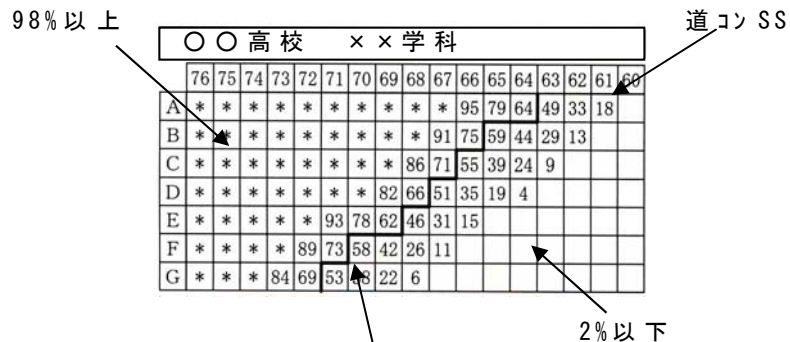 98%以上
道コンSS
○○高校 ××学科
76 75 74 73 72 71 70 69 68 67 66 65 64 63 62 61 60
A * * * * * * * * * * 95 79 64 49 33 18
B * * * * * * * * * 91 75 59 44 29 13
C * * * * * * * * 86 71 55 39 24 9
D * * * * * * * 82 66 51 35 19 4
E * * * * * 93 78 62 46 31 15
F * * * * 89 73 58 42 26 11
G * * * 84 69 53 38 22 6
2%以下